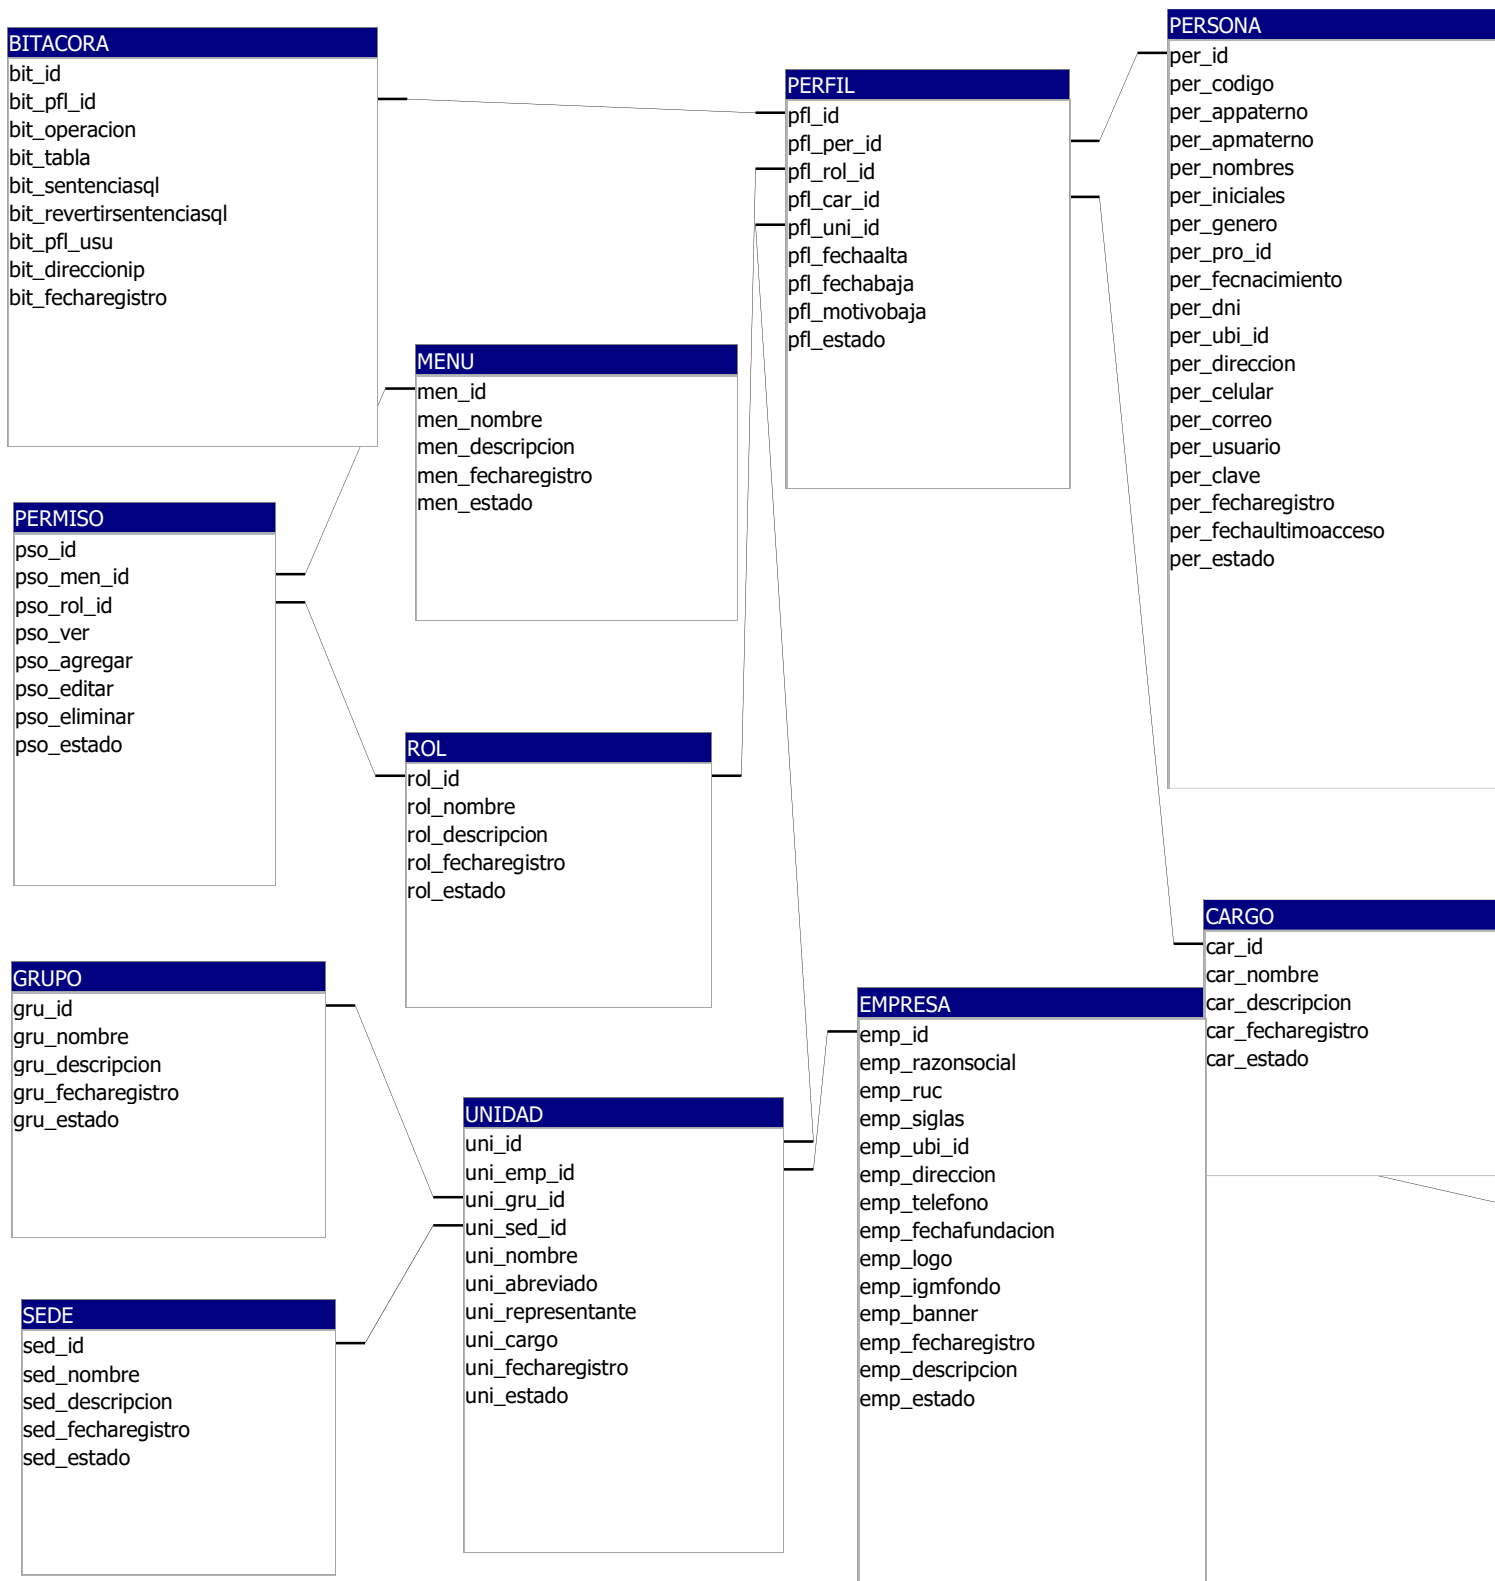 BITACORA
bit_id
bit_pfl_id
bit_operacion
bit_tabla
bit_sentenciasql
bit_revertirsentenciasql
bit_pfl_usu
bit_direccionip
bit_fecharegistro
PERFIL
pfl_id
pfl_per_id
pfl_rol_id
pfl_car_id
pfl_uni_id
pfl_fechaalta
pfl_fechabaja
pfl_motivobaja
pfl_estado
PERSONA
per_id
per_codigo
per_appaterno
per_apmaterno
per_nombres
per_iniciales
per_genero
per_pro_id
per_fecnacimiento
per_dni
per_ubi_id
per_direccion
per_celular
per_correo
per_usuario
per_clave
per_fecharegistro
per_fechaultimoacceso
per_estado
MENU
men_id
men_nombre
men_descripcion
men_fecharegistro
men_estado
PERMISO
pso_id
pso_men_id
pso_rol_id
pso_ver
pso_agregar
pso_editar
pso_eliminar
pso_estado
ROL
rol_id
rol_nombre
rol_descripcion
rol_fecharegistro
rol_estado
CARGO
car_id
car_nombre
car_descripcion
car_fecharegistro
car_estado
GRUPO
gru_id
gru_nombre
gru_descripcion
gru_fecharegistro
gru_estado
EMPRESA
emp_id
emp_razonsocial
emp_ruc
emp_siglas
emp_ubi_id
emp_direccion
emp_telefono
emp_fechafundacion
emp_logo
emp_igmfondo
emp_banner
emp_fecharegistro
emp_descripcion
emp_estado
UNIDAD
uni_id
uni_emp_id
uni_gru_id
uni_sed_id
uni_nombre
uni_abreviado
uni_representante
uni_cargo
uni_fecharegistro
uni_estado
SEDE
sed_id
sed_nombre
sed_descripcion
sed_fecharegistro
sed_estado